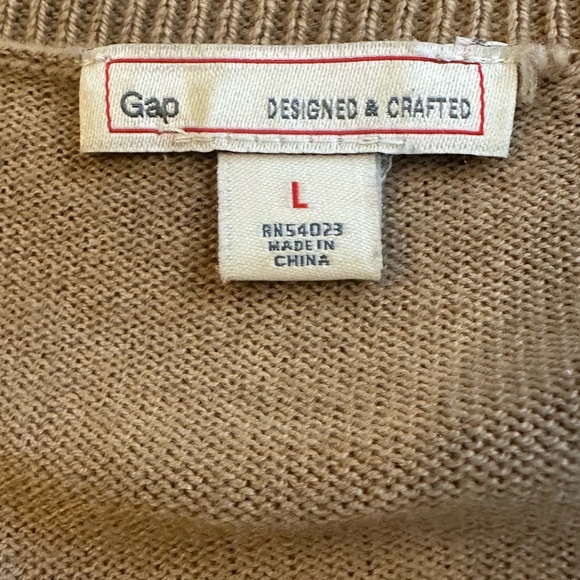 Gap DESIGNED & CRAFTED
L
RN54023
MADE IN
CHINA